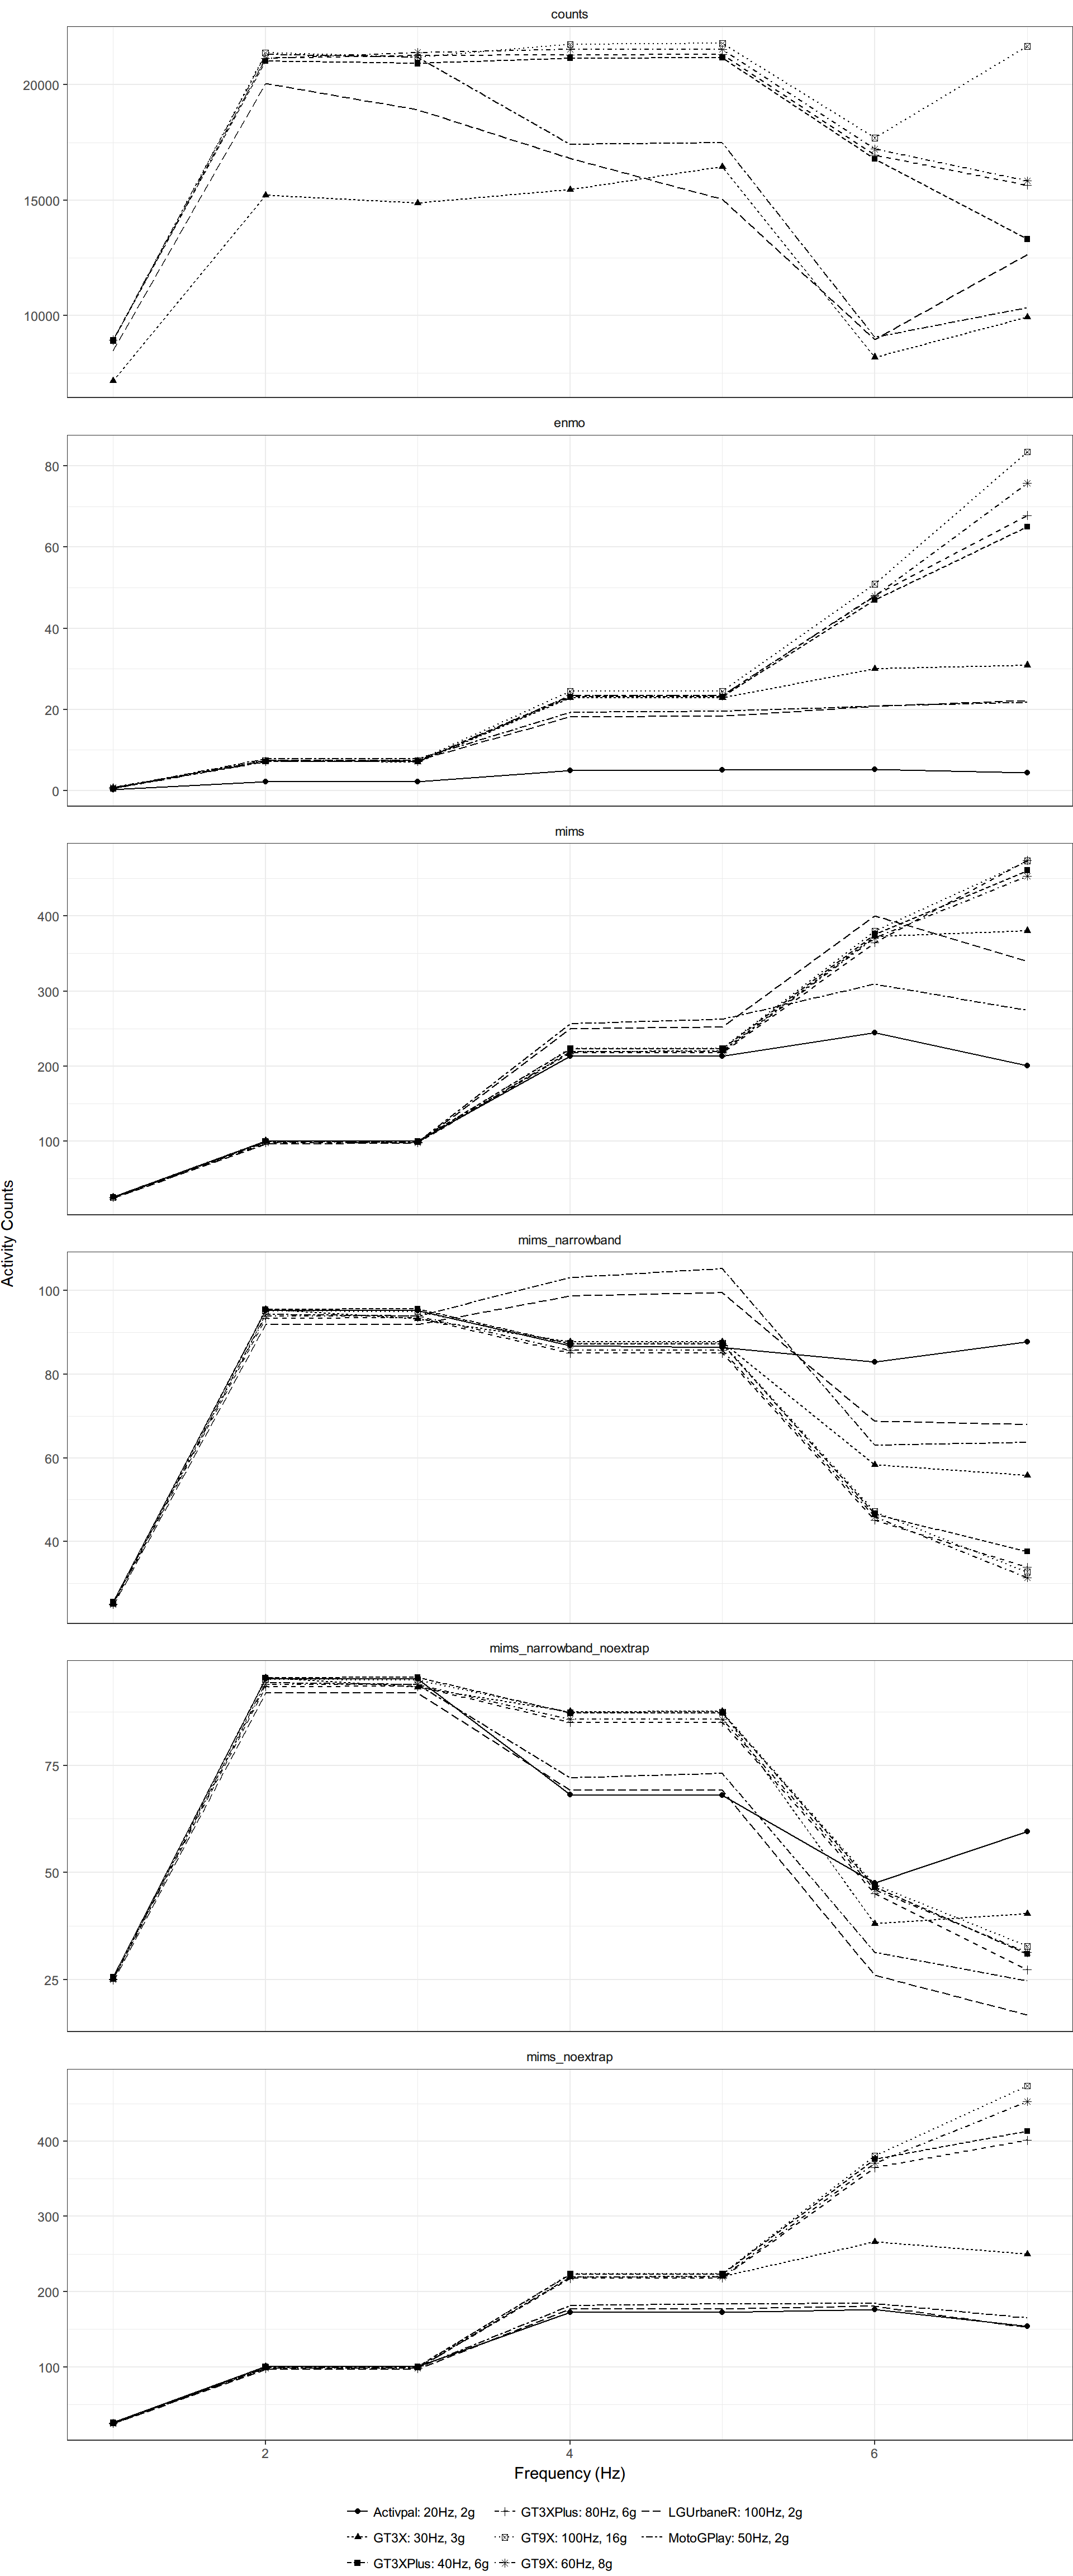 counts
20000
15000
10000
enmo
80
60
40
20
0
mims
400
300
200
100
Activity Counts
mims_narrowband
100
80
60
40
mims_narrowband_noextrap
75
50
25
mims_noextrap
400
300
200
100
2 4 6
Frequency (Hz)
Activpal: 20Hz, 2g GT3XPlus: 80Hz, 6g LGUrbaneR: 100Hz, 2g
GT3X: 30Hz, 3g GT9X: 100Hz, 16g MotoGPlay: 50Hz, 2g
GT3XPlus: 40Hz, 6g GT9X: 60Hz, 8g